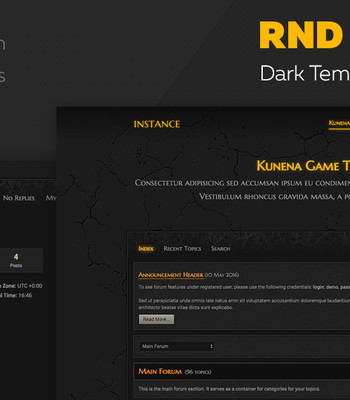 RND
Dark Tem
INSTANCE
Kunena
Kunena Game T
Consectetur adipisicing sed accumsan ipsum eu condimen
Vestibulum rhoncus gravida massa, a po
No Replies My
4
Posts
Zone: UTC +0:00
Time: 16:46
Index Recent Topics Search
Announcement Header (10 May 2016)
To see forum features under registered user, please use the following credentials: login: demo, pass
Sed ut perspiciatis unde omnis iste natus error sit voluptatem accusantium doloremque laudantium
architecto beatae vitae dicta sunt explicabo.
Read More...
Main Forum
Main Forum (96 topics)
This is the main forum section. It serves as a container for categories for your topics.